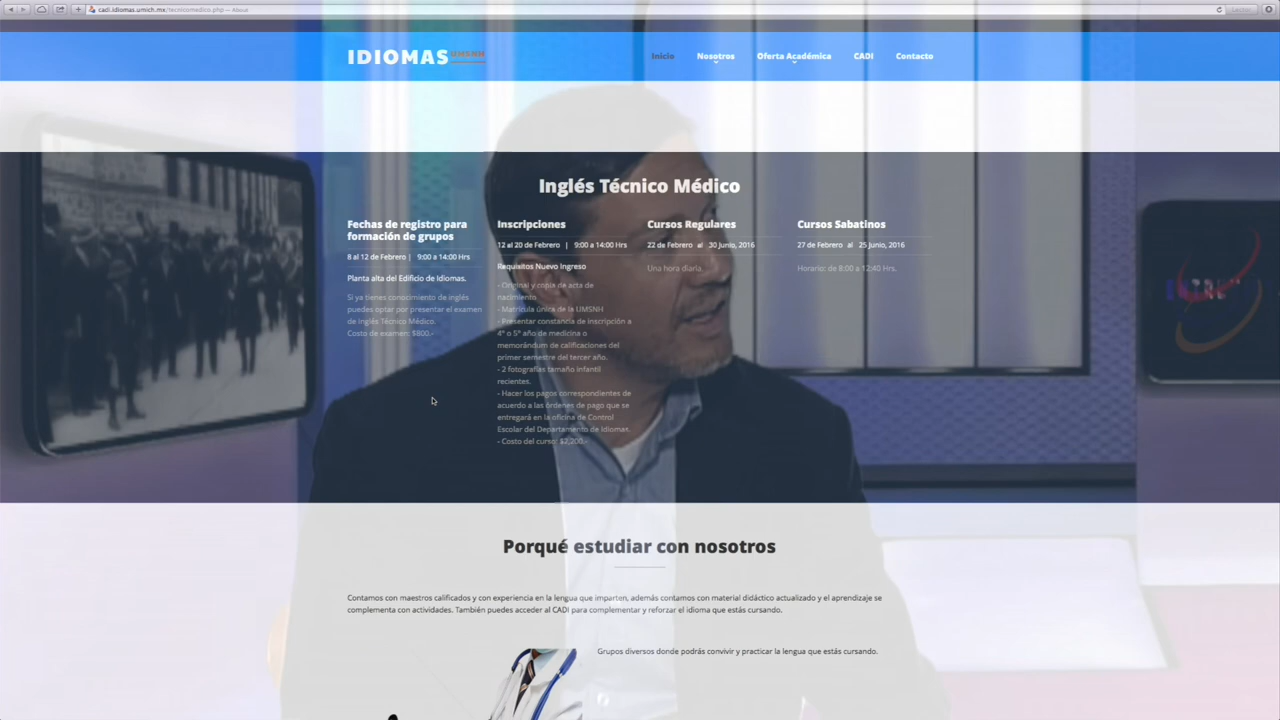 cadi.idiomas.umich.mx/tecnicomedico.php — About
Lector
IDIOMAS UMSNH
Inicio
Nosotros
Oferta Académica
CADI
Contacto
Inglés Técnico Médico
Fechas de registro para
formación de grupos
8 al 12 de Febrero | 9:00 a 14:00 Hrs
Planta alta del Edificio de Idiomas.
Si ya tienes conocimiento de inglés
puedes optar por presentar el examen
de Inglés Técnico Médico.
Costo de examen: $800.-
Inscripciones
12 al 20 de Febrero | 9:00 a 14:00 Hrs
Requisitos Nuevo Ingreso
- Original y copia de acta de
nacimiento
- Matrícula única de la UMSNH
- Presentar constancia de inscripción a
4° o 5° año de medicina o
memorándum de calificaciones del
primer semestre del tercer año.
- 2 fotografías tamaño infantil
recientes.
- Hacer los pagos correspondientes de
acuerdo a las órdenes de pago que se
entregará en la oficina de Control
Escolar del Departamento de Idiomas.
- Costo del curso: $2,200.-
Cursos Regulares
22 de Febrero al 30 Junio, 2016
Una hora diaria.
Cursos Sabatinos
27 de Febrero al 25 Junio, 2016
Horario: de 8:00 a 12:40 Hrs.
Porqué estudiar con nosotros
Contamos con maestros calificados y con experiencia en la lengua que imparten, además contamos con material didáctico actualizado y el aprendizaje se
complementa con actividades. También puedes acceder al CADI para complementar y reforzar el idioma que estás cursando.
Grupos diversos donde podrás convivir y practicar la lengua que estás cursando.